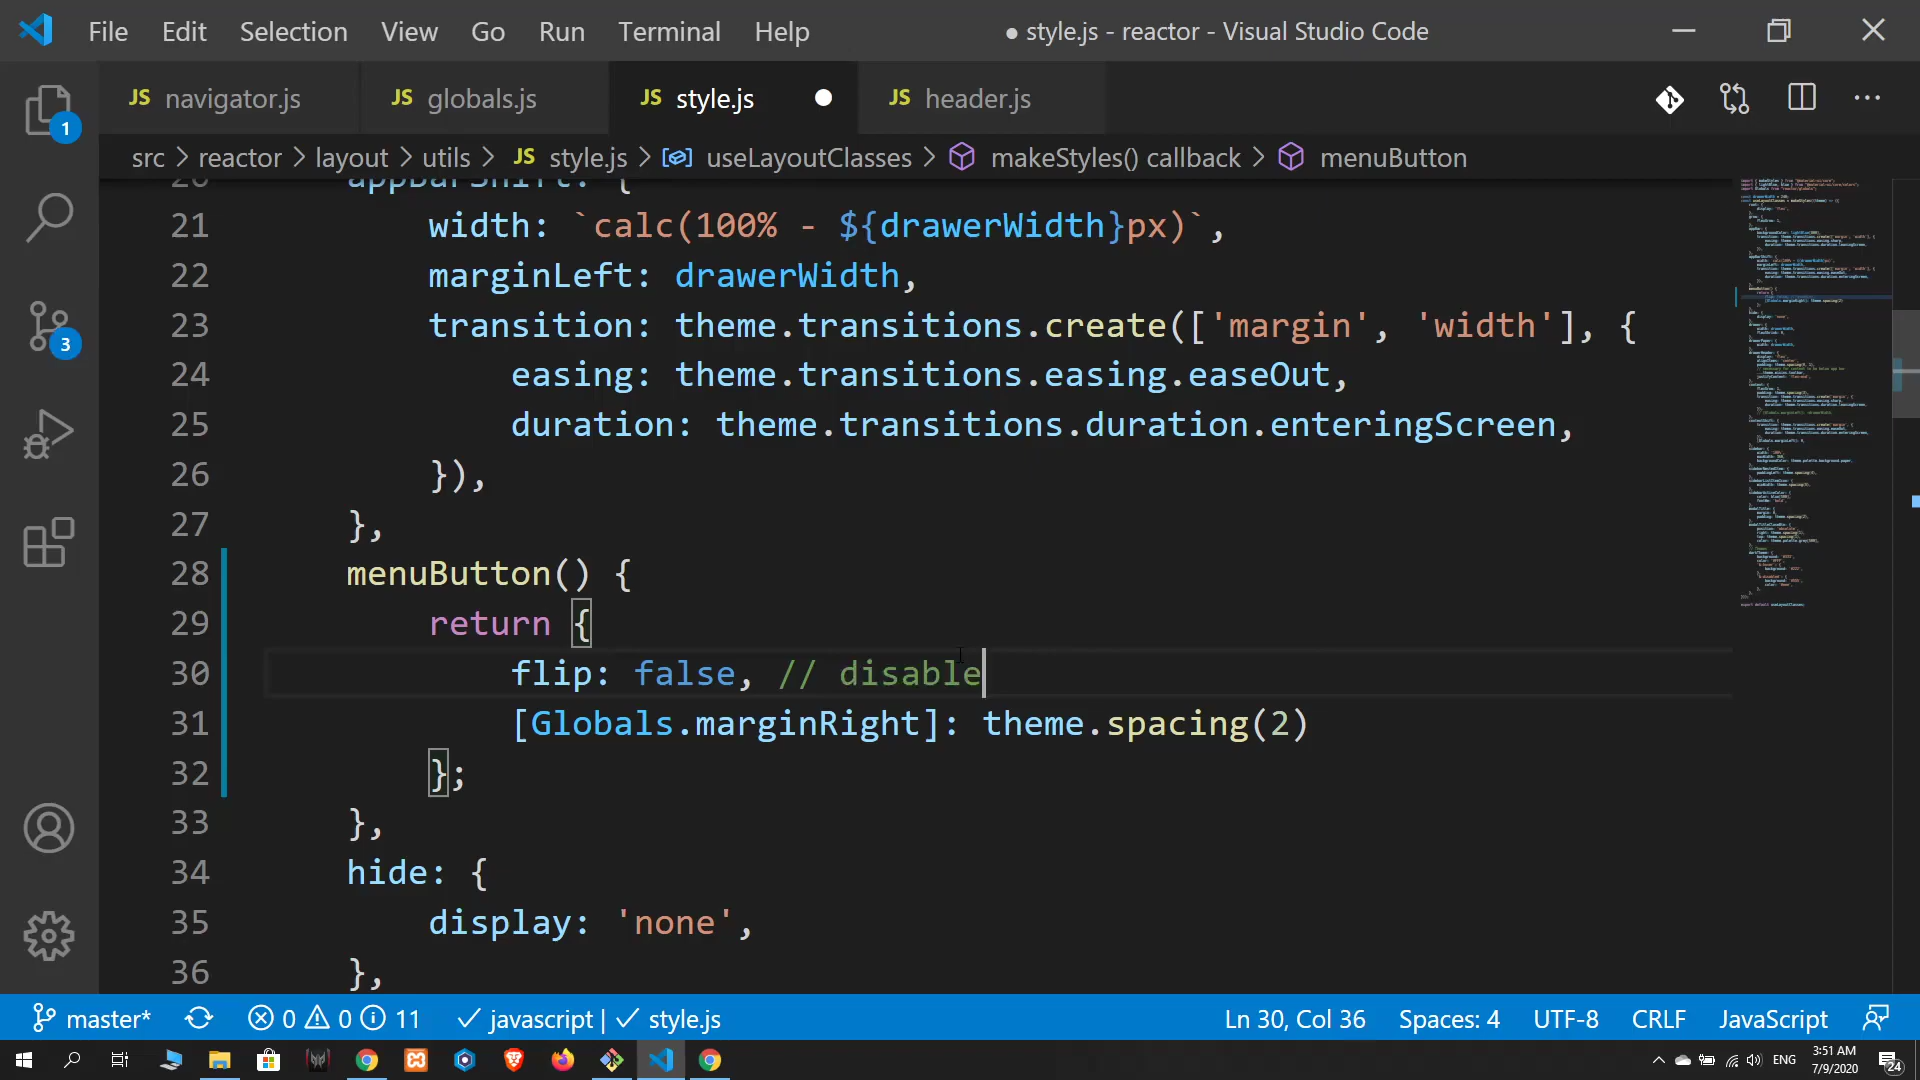 File Edit Selection View Go Run Terminal Help ● style.js - reactor - Visual Studio Code
JS navigator.js JS globals.js JS style.js JS header.js
1
src > reactor > layout > utils > JS style.js > useLayoutClasses > makeStyles() callback > menuButton
20 appBarShift: {
21 width: `calc(100% - ${drawerWidth}px)`,
22 marginLeft: drawerWidth,
23 transition: theme.transitions.create(['margin', 'width'], {
24 easing: theme.transitions.easing.easeOut,
25 duration: theme.transitions.duration.enteringScreen,
26 }),
27 },
28 menuButton() {
29 return {
30 flip: false, // disable
31 [Globals.marginRight]: theme.spacing(2)
32 };
33 },
34 hide: {
35 display: 'none',
36 },
3
master* 0 0 11 javascript | style.js Ln 30, Col 36 Spaces: 4 UTF-8 CRLF JavaScript
ENG 3:51 AM
7/9/2020 24